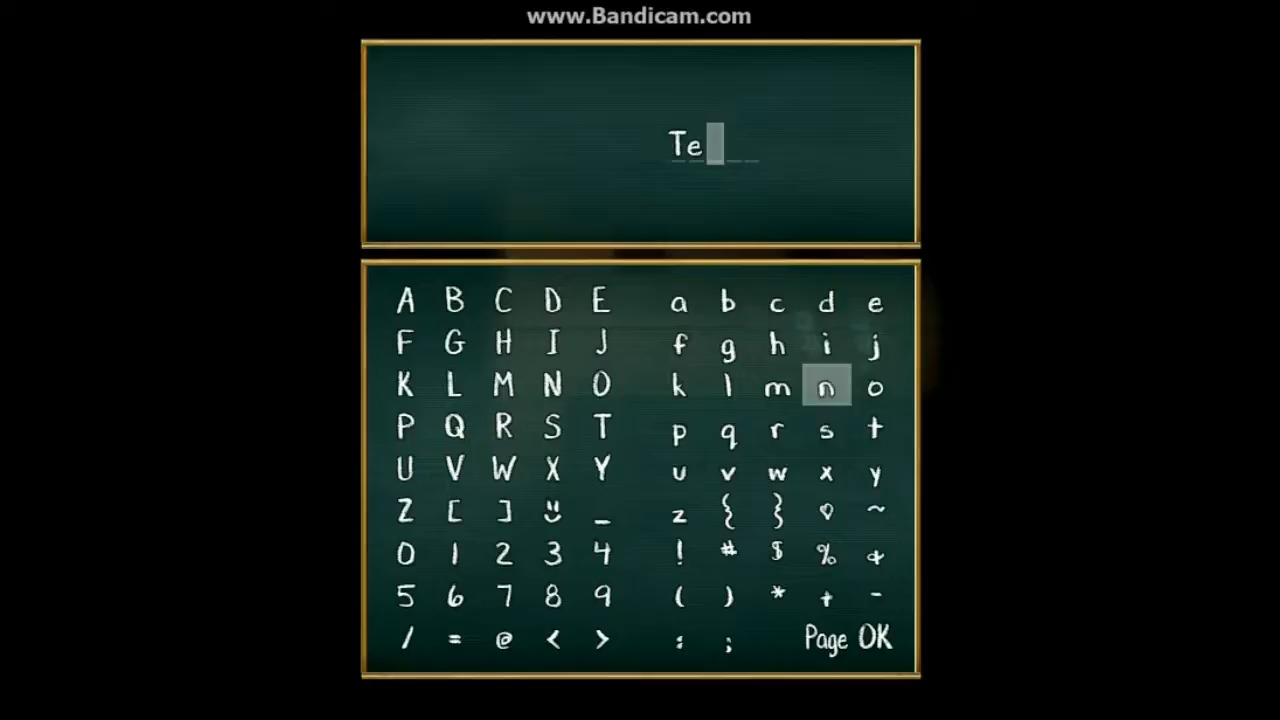 www.Bandicam.com
Te
A B C D E a b c d e
F G H I J f g h i j
K L M N O k l m n o
P Q R S T p q r s t
U V W X Y u v w x y
Z [ ] _ z { } ~
0 1 2 3 4 ! # $ % &
5 6 7 8 9 ( ) * + -
/ = @ < > : ; Page OK